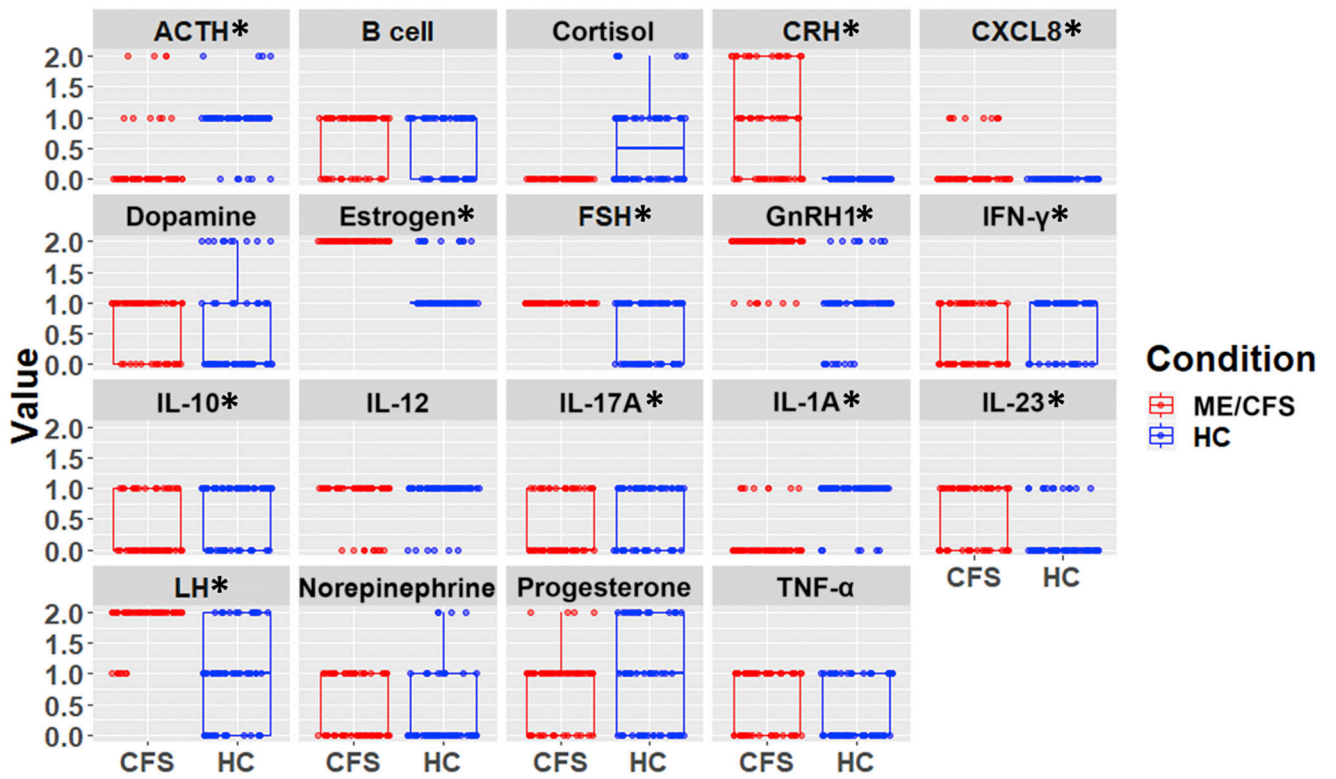 ACTH* B cell Cortisol CRH* CXCL8*
2.0
1.5
1.0
0.5
0.0
Dopamine Estrogen* FSH* GnRH1* IFN-γ*
2.0
1.5
1.0
0.5
0.0
Value
Condition
ME/CFS
HC
IL-10* IL-12 IL-17A* IL-1A* IL-23*
2.0
1.5
1.0
0.5
0.0
CFS HC
LH* Norepinephrine Progesterone TNF-α
2.0
1.5
1.0
0.5
0.0
CFS HC CFS HC CFS HC CFS HC